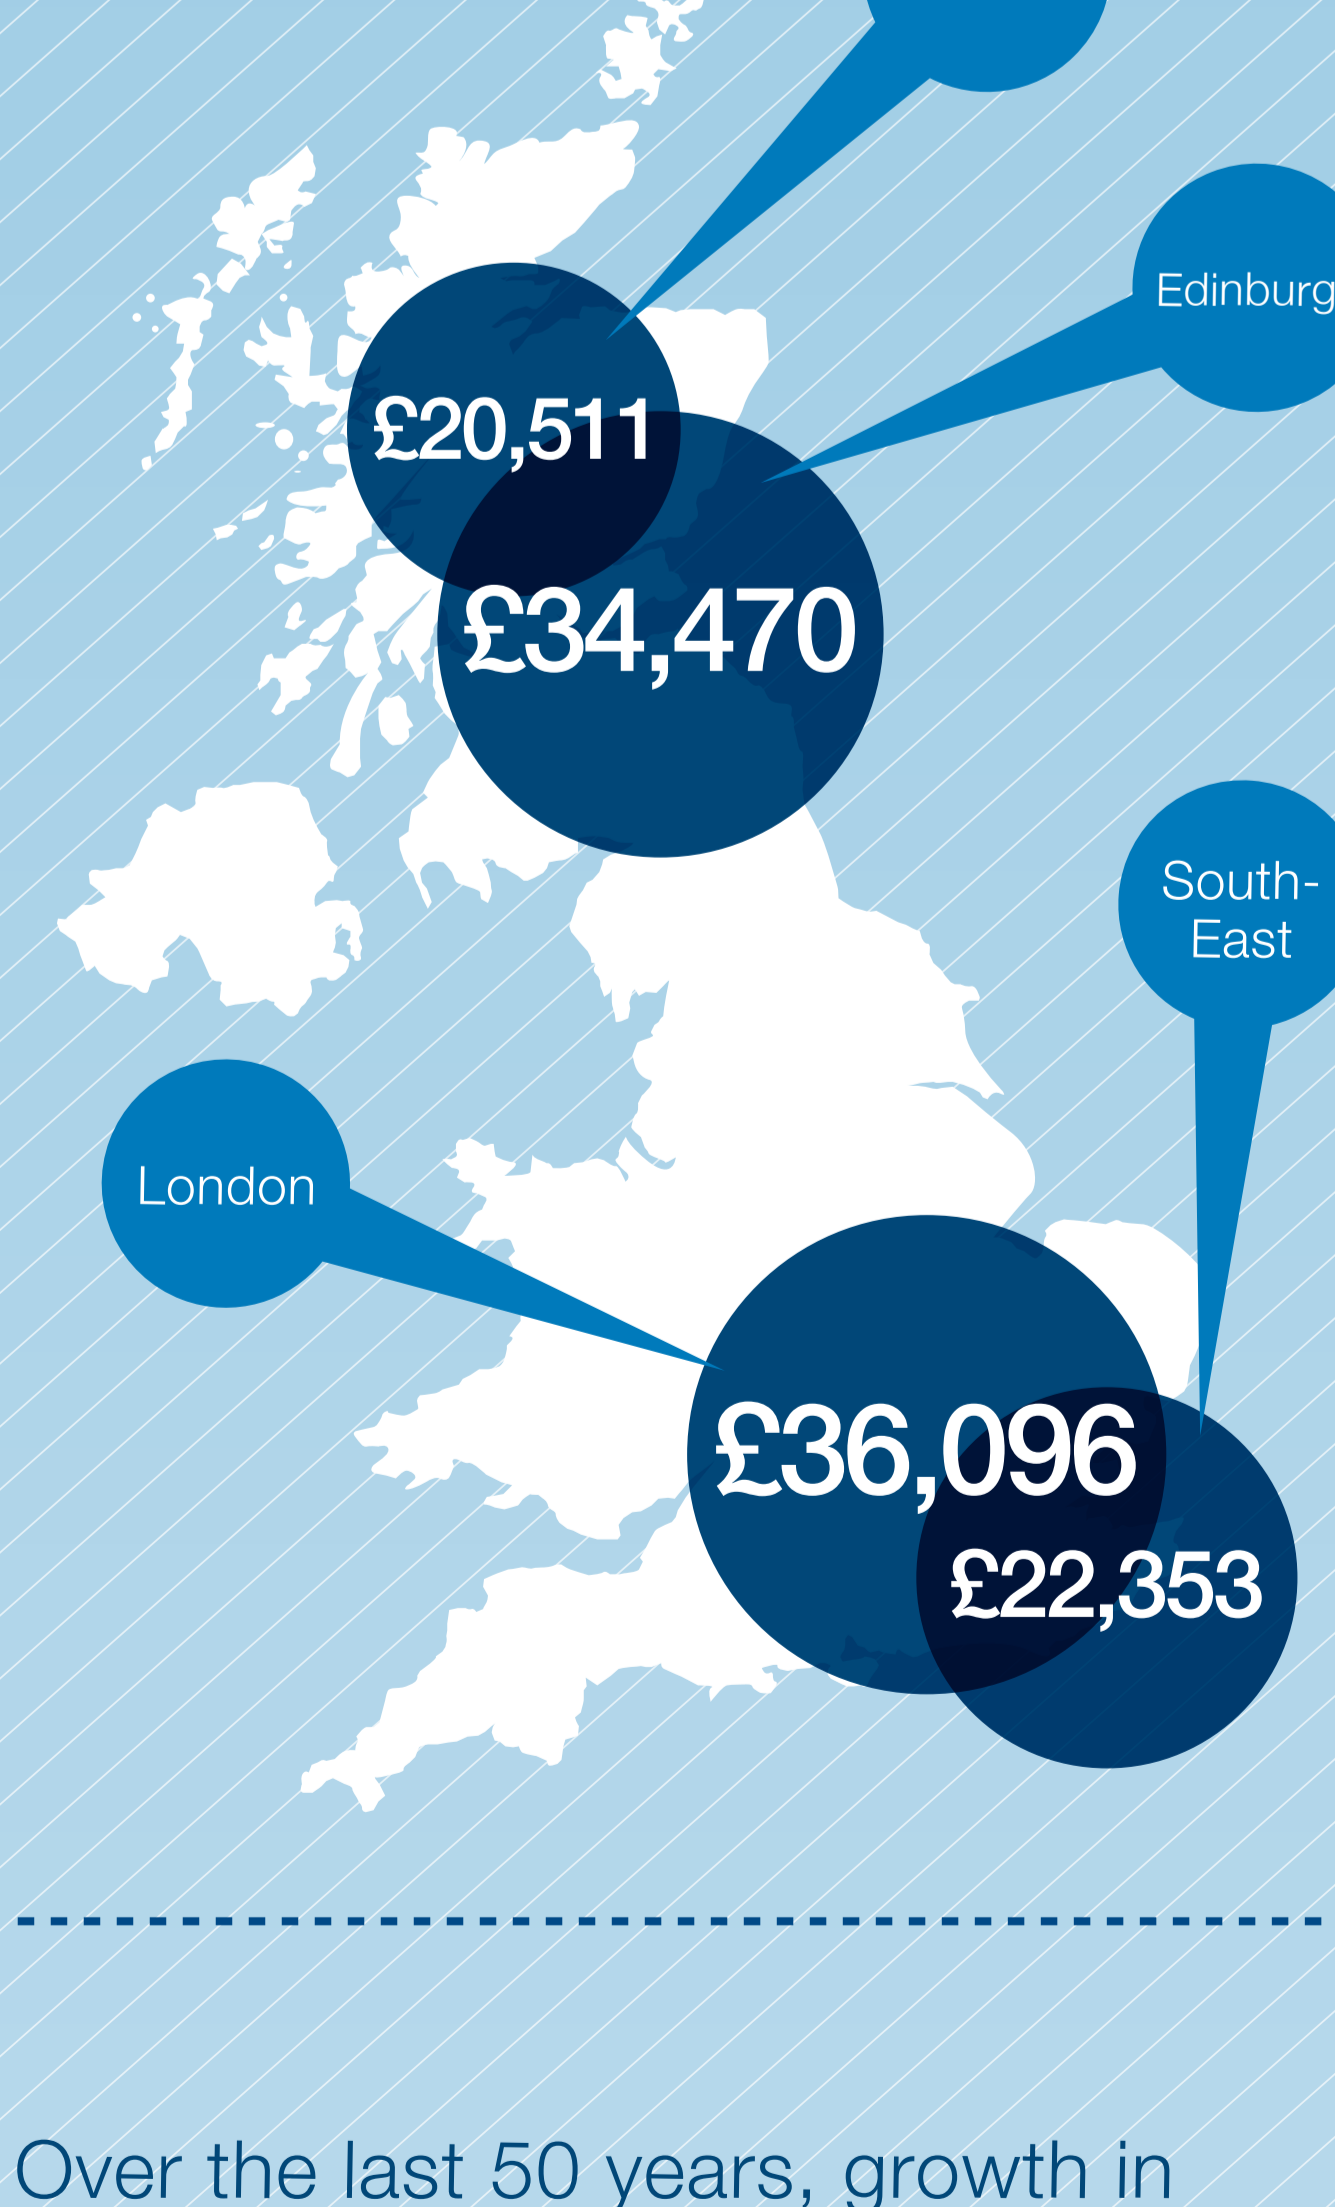 Edinburg
£20,511
£34,470
South-
East
London
£36,096
£22,353
Over the last 50 years, growth in